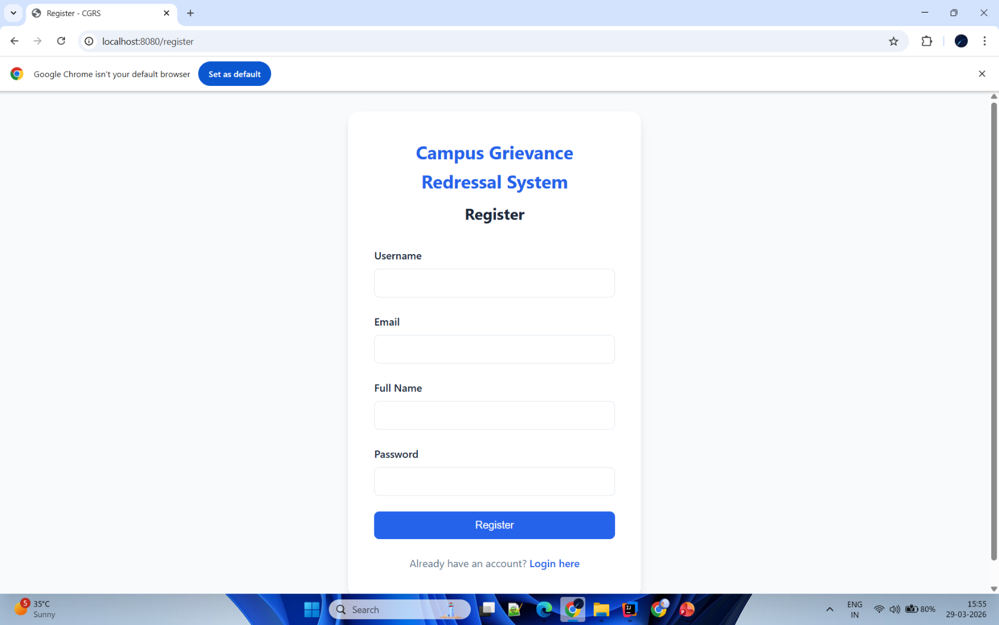 Register - CGRS
localhost:8080/register
Google Chrome isn't your default browser
Set as default
Campus Grievance
Redressal System
Register
Username
Email
Full Name
Password
Register
Already have an account? Login here
5
35°C
Sunny
Search
ENG
IN
80%
15:55
29-03-2026